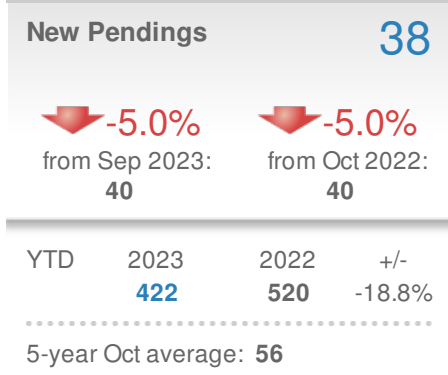 New Pendings 38
-5.0% -5.0%
from Sep 2023: from Oct 2022:
40 40
YTD 2023 2022 +/-
422 520 -18.8%
5-year Oct average: 56